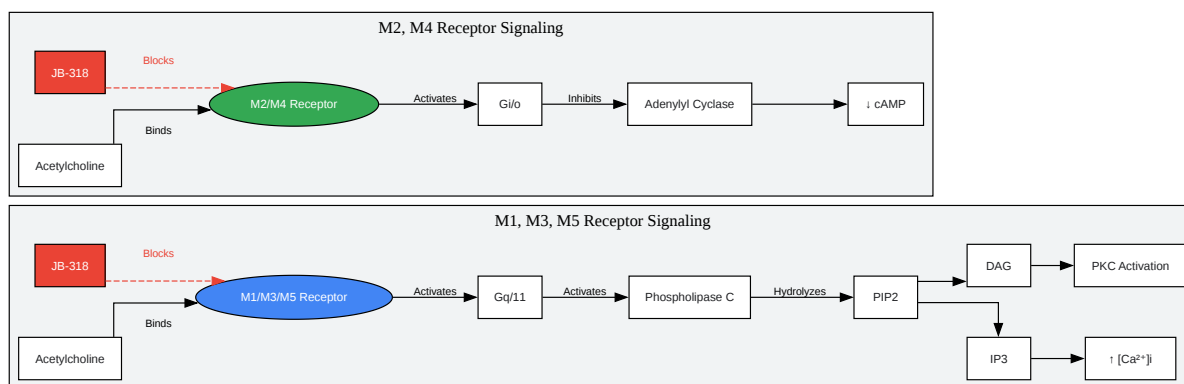 M2, M4 Receptor Signaling
JB-318
Blocks
M2/M4 Receptor
Activates
Gi/o
Inhibits
Adenylyl Cyclase
↓ cAMP
Binds
Acetylcholine
M1, M3, M5 Receptor Signaling
JB-318
Blocks
M1/M3/M5 Receptor
Activates
Gq/11
Activates
Phospholipase C
Hydrolyzes
PIP2
DAG
PKC Activation
Binds
Acetylcholine
IP3
↑ [Ca²⁺]i